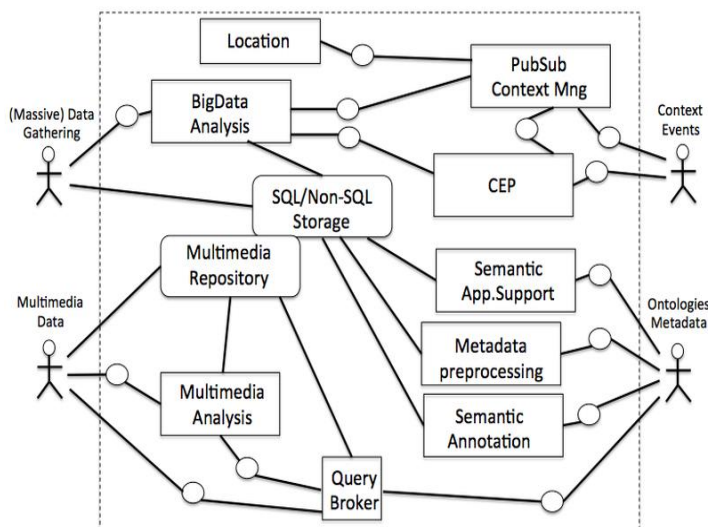 Location
PubSub
Context Mng
(Massive) Data
Gathering
BigData
Analysis
Context
Events
CEP
SQL/Non-SQL
Storage
Multimedia
Repository
Semantic
App.Support
Multimedia
Data
Ontologies
Metadata
Metadata
preprocessing
Multimedia
Analysis
Semantic
Annotation
Query
Broker